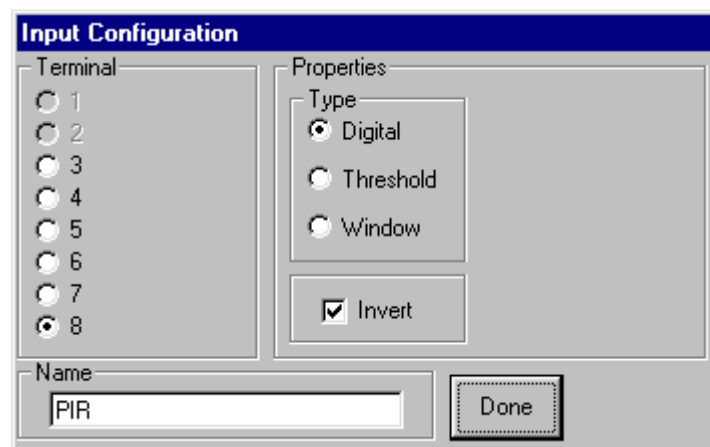 Input Configuration
Terminal
1
2
3
4
5
6
7
8
Properties
Type
Digital
Threshold
Window
Invert
Name
PIR
Done